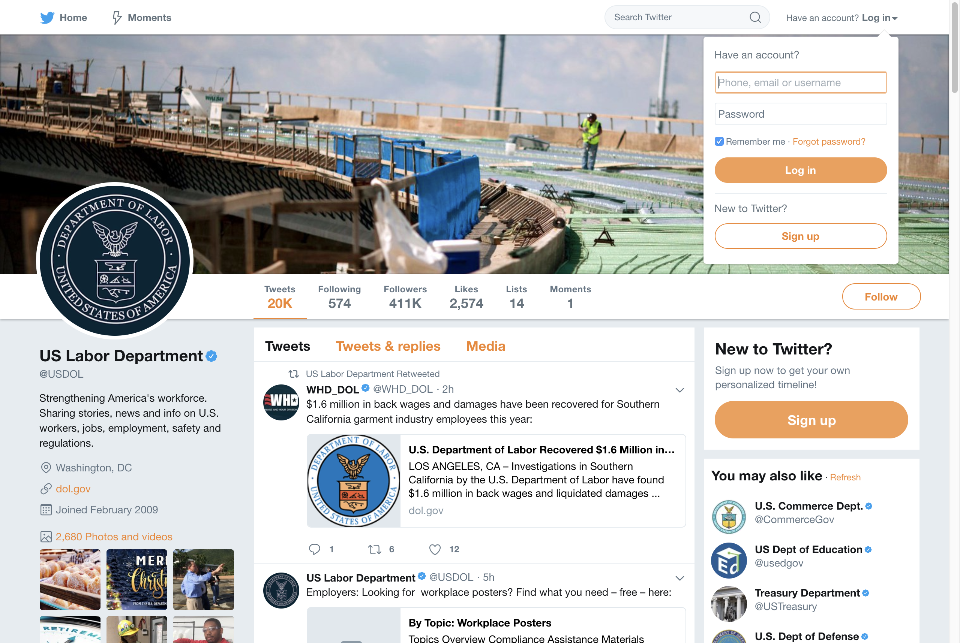 Home
Moments
Search Twitter
Have an account? Log in
Have an account?
Phone, email or username
Password
Remember me · Forgot password?
Log in
New to Twitter?
Sign up
DEPARTMENT OF LABOR
UNITED STATES OF AMERICA
Tweets
20K
Following
574
Followers
411K
Likes
2,574
Lists
14
Moments
1
Follow
US Labor Department
@USDOL
Strengthening America's workforce.
Sharing stories, news and info on U.S.
workers, jobs, employment, safety and
regulations.
Washington, DC
dol.gov
Joined February 2009
2,680 Photos and videos
MERRY
Christmas
Tweets
Tweets & replies
Media
US Labor Department Retweeted
WHD_DOL @WHD_DOL · 2h
WHD
$1.6 million in back wages and damages have been recovered for Southern
California garment industry employees this year:
DEPARTMENT OF LABOR
UNITED STATES OF AMERICA
U.S. Department of Labor Recovered $1.6 Million in...
LOS ANGELES, CA – Investigations in Southern
California by the U.S. Department of Labor have found
$1.6 million in back wages and liquidated damages ...
dol.gov
1
6
12
US Labor Department @USDOL · 5h
Employers: Looking for workplace posters? Find what you need – free – here:
By Topic: Workplace Posters
Topics Overview Compliance Assistance Materials
New to Twitter?
Sign up now to get your own
personalized timeline!
Sign up
You may also like · Refresh
U.S. Commerce Dept.
@CommerceGov
Ed
US Dept of Education
@usedgov
Treasury Department
@USTreasury
U.S. Dept of Defense